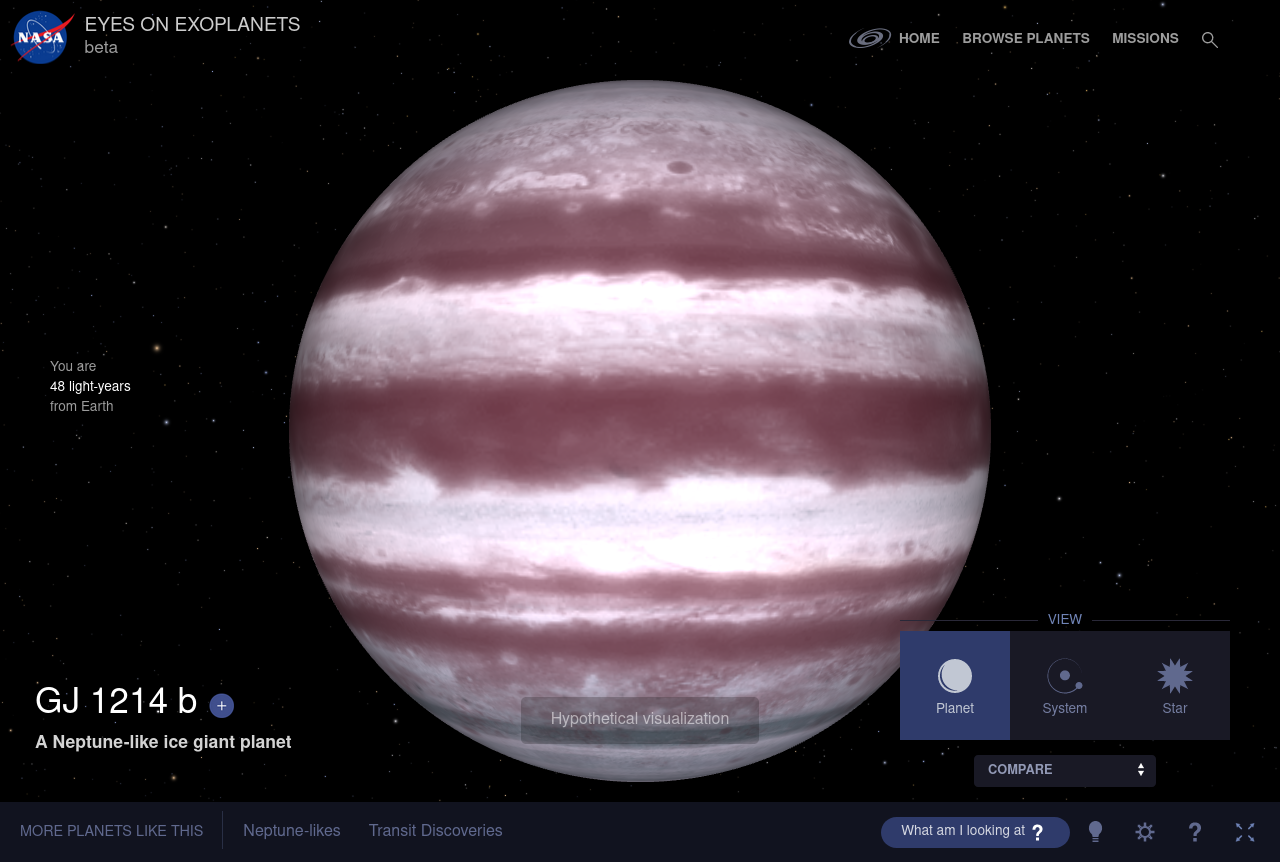 NASA
EYES ON EXOPLANETS
beta
HOME
BROWSE PLANETS
MISSIONS
You are
48 light-years
from Earth
GJ 1214 b +
A Neptune-like ice giant planet
Hypothetical visualization
VIEW
Planet
System
Star
COMPARE
MORE PLANETS LIKE THIS
Neptune-likes
Transit Discoveries
What am I looking at ?
?